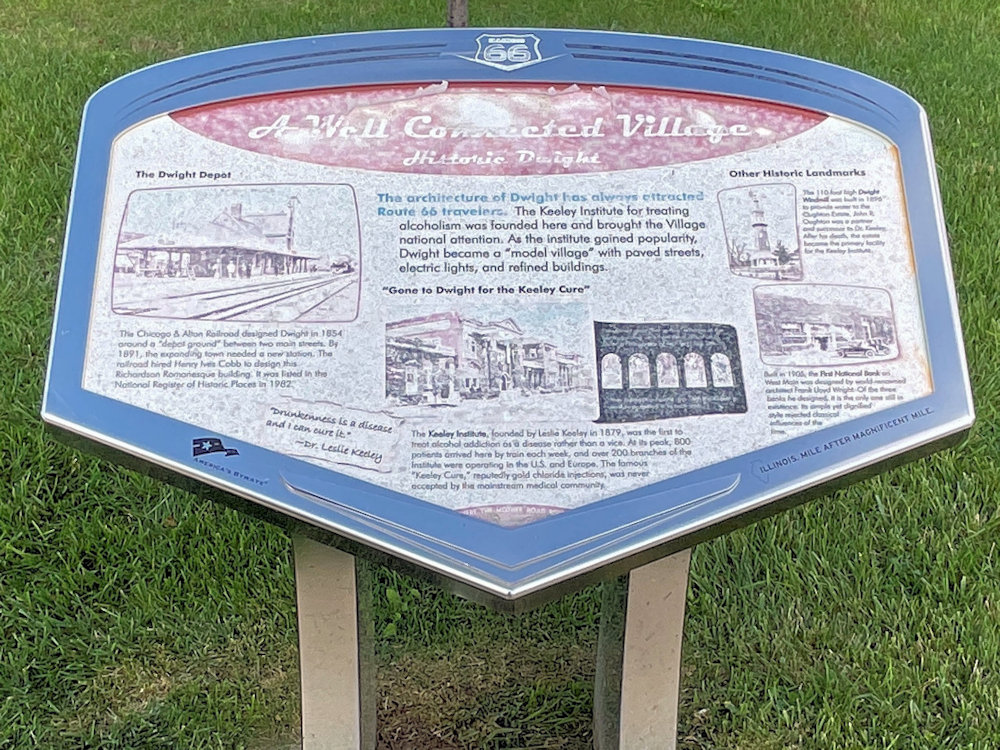 ILLINOIS
66
A Well Connected Village
Historic Dwight
The Dwight Depot
The Chicago & Alton Railroad designed Dwight in 1854
around a "depot ground" between two main streets. By
1891, the expanding town needed a new station. The
railroad hired Henry Ives Cobb to design this
Richardson Romanesque building. It was listed in the
National Register of Historic Places in 1982.
The architecture of Dwight has always attracted
Route 66 travelers. The Keeley Institute for treating
alcoholism was founded here and brought the Village
national attention. As the institute gained popularity,
Dwight became a "model village" with paved streets,
electric lights, and refined buildings.
"Gone to Dwight for the Keeley Cure"
"Drunkenness is a disease
and I can cure it."
—Dr. Leslie Keeley
The Keeley Institute, founded by Leslie Keeley in 1879, was the first to
treat alcohol addiction as a disease rather than a vice. At its peak, 800
patients arrived here by train each week, and over 200 branches of the
Institute were operating in the U.S. and Europe. The famous
"Keeley Cure," reputedly gold chloride injections, was never
accepted by the mainstream medical community.
Other Historic Landmarks
The 110-foot high Dwight
Windmill was built in 1896
to provide water to the
Oughton Estate. John R.
Oughton was a partner
and successor to Dr. Keeley.
After his death, the estate
became the primary facility
for the Keeley Institute.
Built in 1905, the First National Bank on
West Main was designed by world-renowned
architect Frank Lloyd Wright. Of the three
banks he designed, it is the only one still in
existence. Its simple yet dignified
style rejected classical
influences of the
time.
AMERICA'S BYWAYS
ILLINOIS. MILE AFTER MAGNIFICENT MILE.
THE MOTHER ROAD